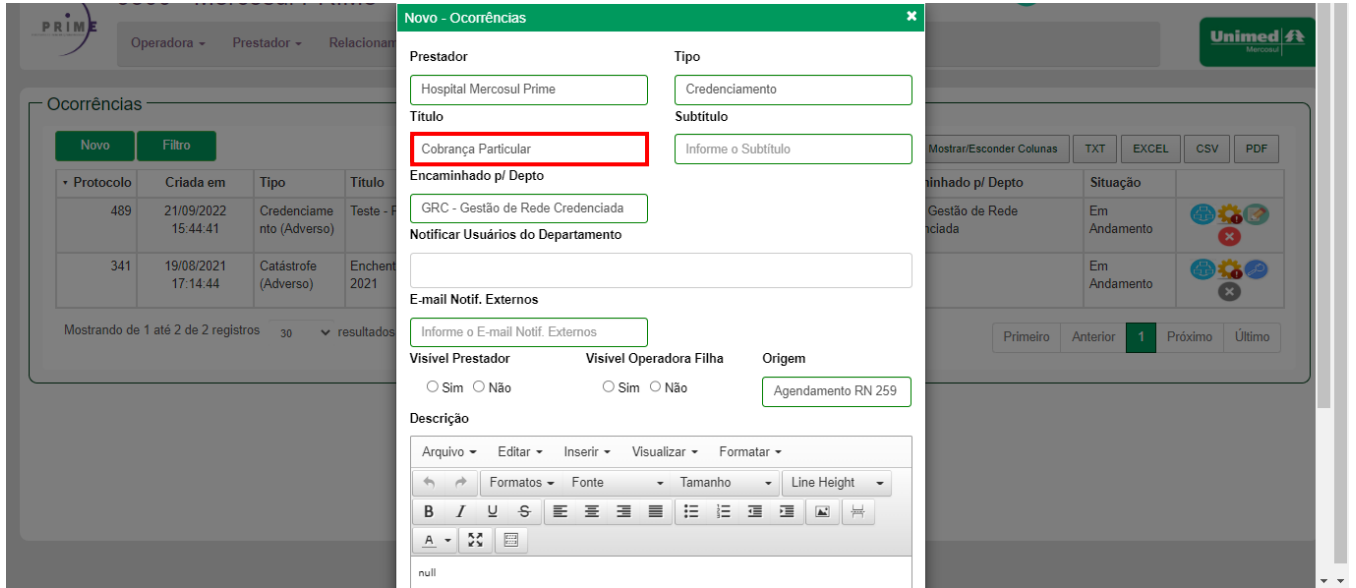 PRIME
Operadora Prestador Relacionam
Unimed
Mercosul
Ocorrências
Novo Filtro
Mostrar/Esconder Colunas TXT EXCEL CSV PDF
Protocolo Criada em Tipo Título ninhado p/ Depto Situação
489 21/09/2022 15:44:41 Credenciame nto (Adverso) Teste - F Gestão de Rede nciada Em Andamento
341 19/08/2021 17:14:44 Catástrofe (Adverso) Enchent 2021 Em Andamento
Mostrando de 1 até 2 de 2 registros 30 resultados
Primeiro Anterior 1 Próximo Último
Novo - Ocorrências ×
Prestador Tipo
Hospital Mercosul Prime Credenciamento
Título Subtítulo
Cobrança Particular Informe o Subtítulo
Encaminhado p/ Depto
GRC - Gestão de Rede Credenciada
Notificar Usuários do Departamento
E-mail Notif. Externos
Informe o E-mail Notif. Externos
Visível Prestador Visível Operadora Filha Origem
Sim Não Sim Não Agendamento RN 259
Descrição
Arquivo Editar Inserir Visualizar Formatar
Formatos Fonte Tamanho Line Height
B I U S
A
null